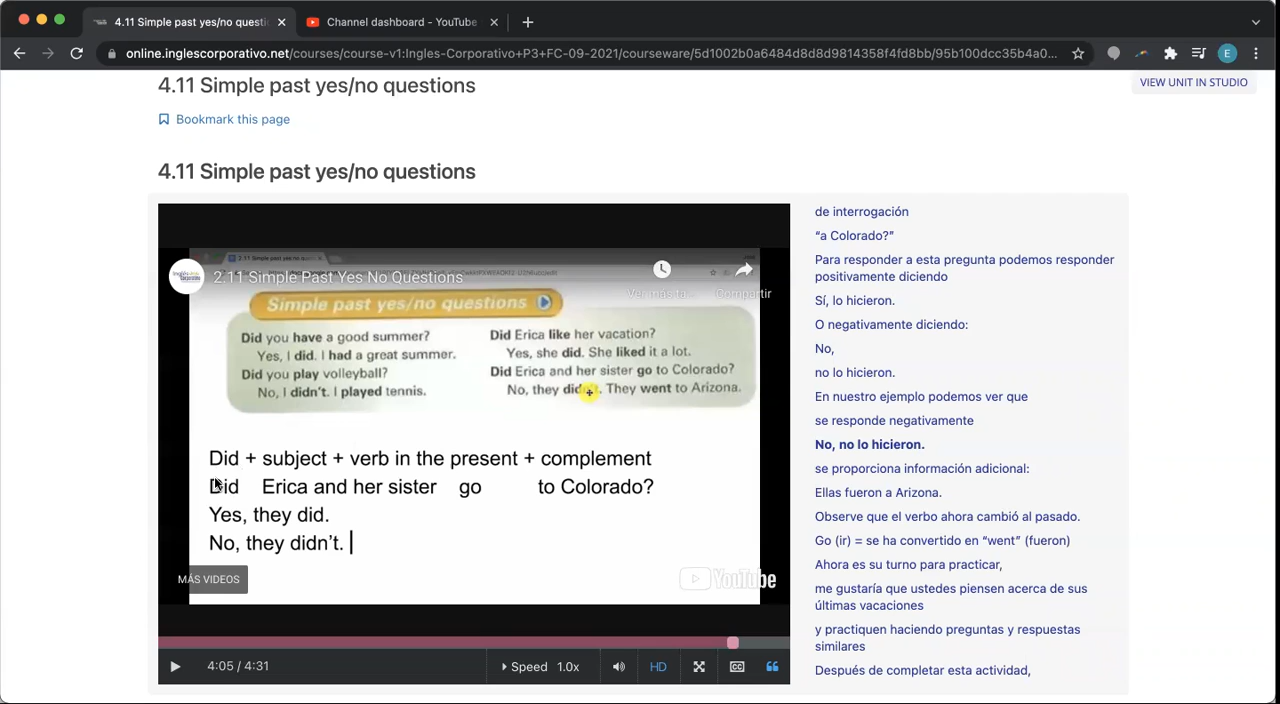 4.11 Simple past yes/no questi
Channel dashboard - YouTube
online.inglescorporativo.net/courses/course-v1:Ingles-Corporativo+P3+FC-09-2021/courseware/5d1002b0a6484d8d8d9814358f4fd8bb/95b100dcc35b4a0...
E
4.11 Simple past yes/no questions
VIEW UNIT IN STUDIO
Bookmark this page
4.11 Simple past yes/no questions
2.11 Simple Past Yes No Questions
Ver más ta...
Compartir
Simple past yes/no questions
Did you have a good summer?
Yes, I did. I had a great summer.
Did you play volleyball?
No, I didn't. I played tennis.
Did Erica like her vacation?
Yes, she did. She liked it a lot.
Did Erica and her sister go to Colorado?
No, they didn't. They went to Arizona.
Did + subject + verb in the present + complement
Did Erica and her sister go to Colorado?
Yes, they did.
No, they didn't.
MÁS VIDEOS
YouTube
4:05 / 4:31
Speed 1.0x
HD
CC
de interrogación
“a Colorado?”
Para responder a esta pregunta podemos responder
positivamente diciendo
Sí, lo hicieron.
O negativamente diciendo:
No,
no lo hicieron.
En nuestro ejemplo podemos ver que
se responde negativamente
No, no lo hicieron.
se proporciona información adicional:
Ellas fueron a Arizona.
Observe que el verbo ahora cambió al pasado.
Go (ir) = se ha convertido en “went” (fueron)
Ahora es su turno para practicar,
me gustaría que ustedes piensen acerca de sus
últimas vacaciones
y practiquen haciendo preguntas y respuestas
similares
Después de completar esta actividad,